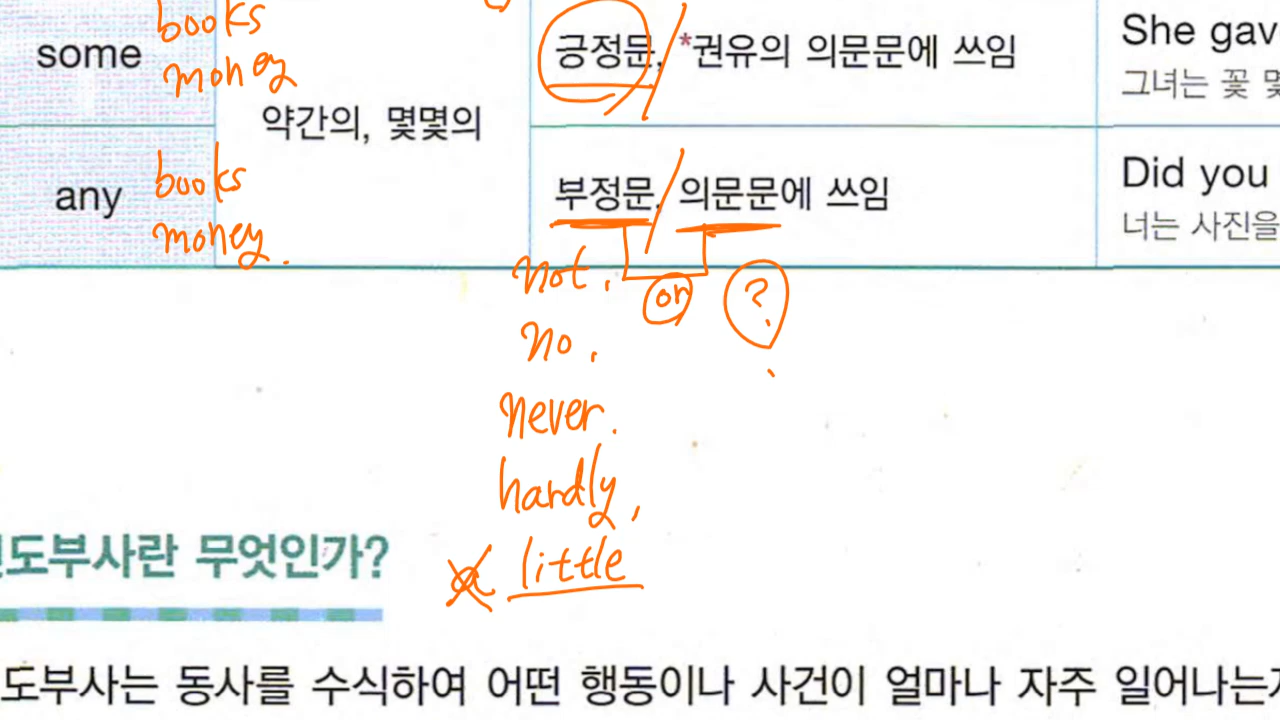 books
some
money
긍정문, *권유의 의문문에 쓰임
She gav
그녀는 꽃
약간의, 몇몇의
any
books
money.
부정문, 의문문에 쓰임
Did you
너는 사진을
not.
or
?
no.
never.
hardly,
a little
도부사란 무엇인가?
도부사는 동사를 수식하여 어떤 행동이나 사건이 얼마나 자주 일어나는지